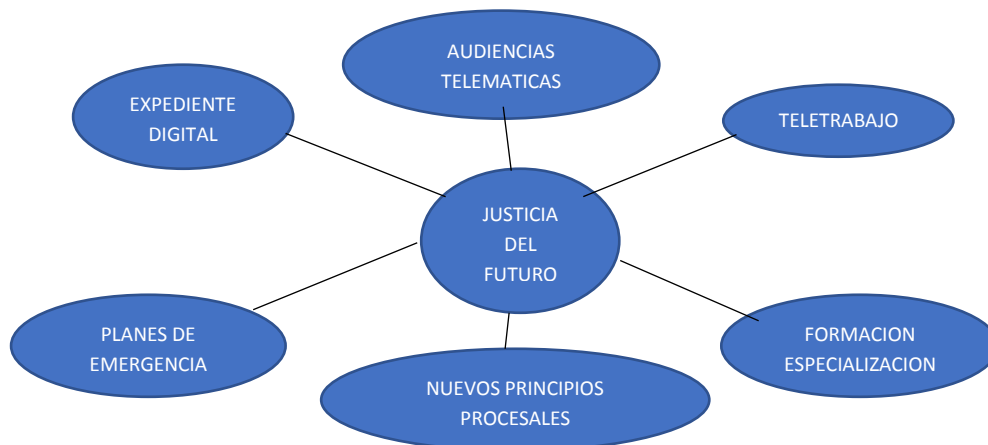 AUDIENCIAS
TELEMATICAS
EXPEDIENTE
DIGITAL
TELETRABAJO
JUSTICIA
DEL
FUTURO
PLANES DE
EMERGENCIA
FORMACION
ESPECIALIZACION
NUEVOS PRINCIPIOS
PROCESALES